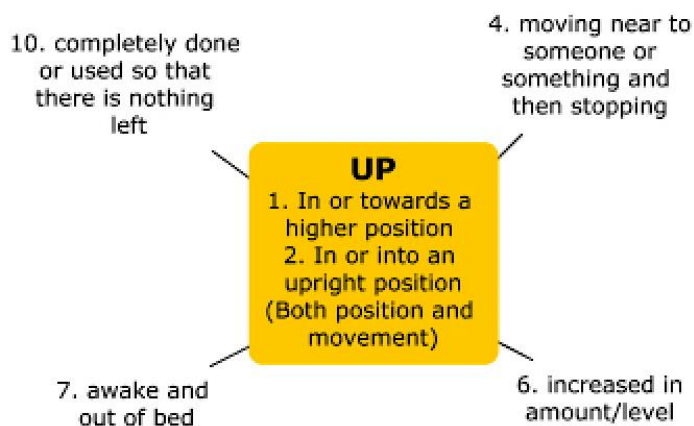 10. completely done
or used so that
there is nothing
left
4. moving near to
someone or
something and
then stopping
UP
1. In or towards a
higher position
2. In or into an
upright position
(Both position and
movement)
7. awake and
out of bed
6. increased in
amount/level